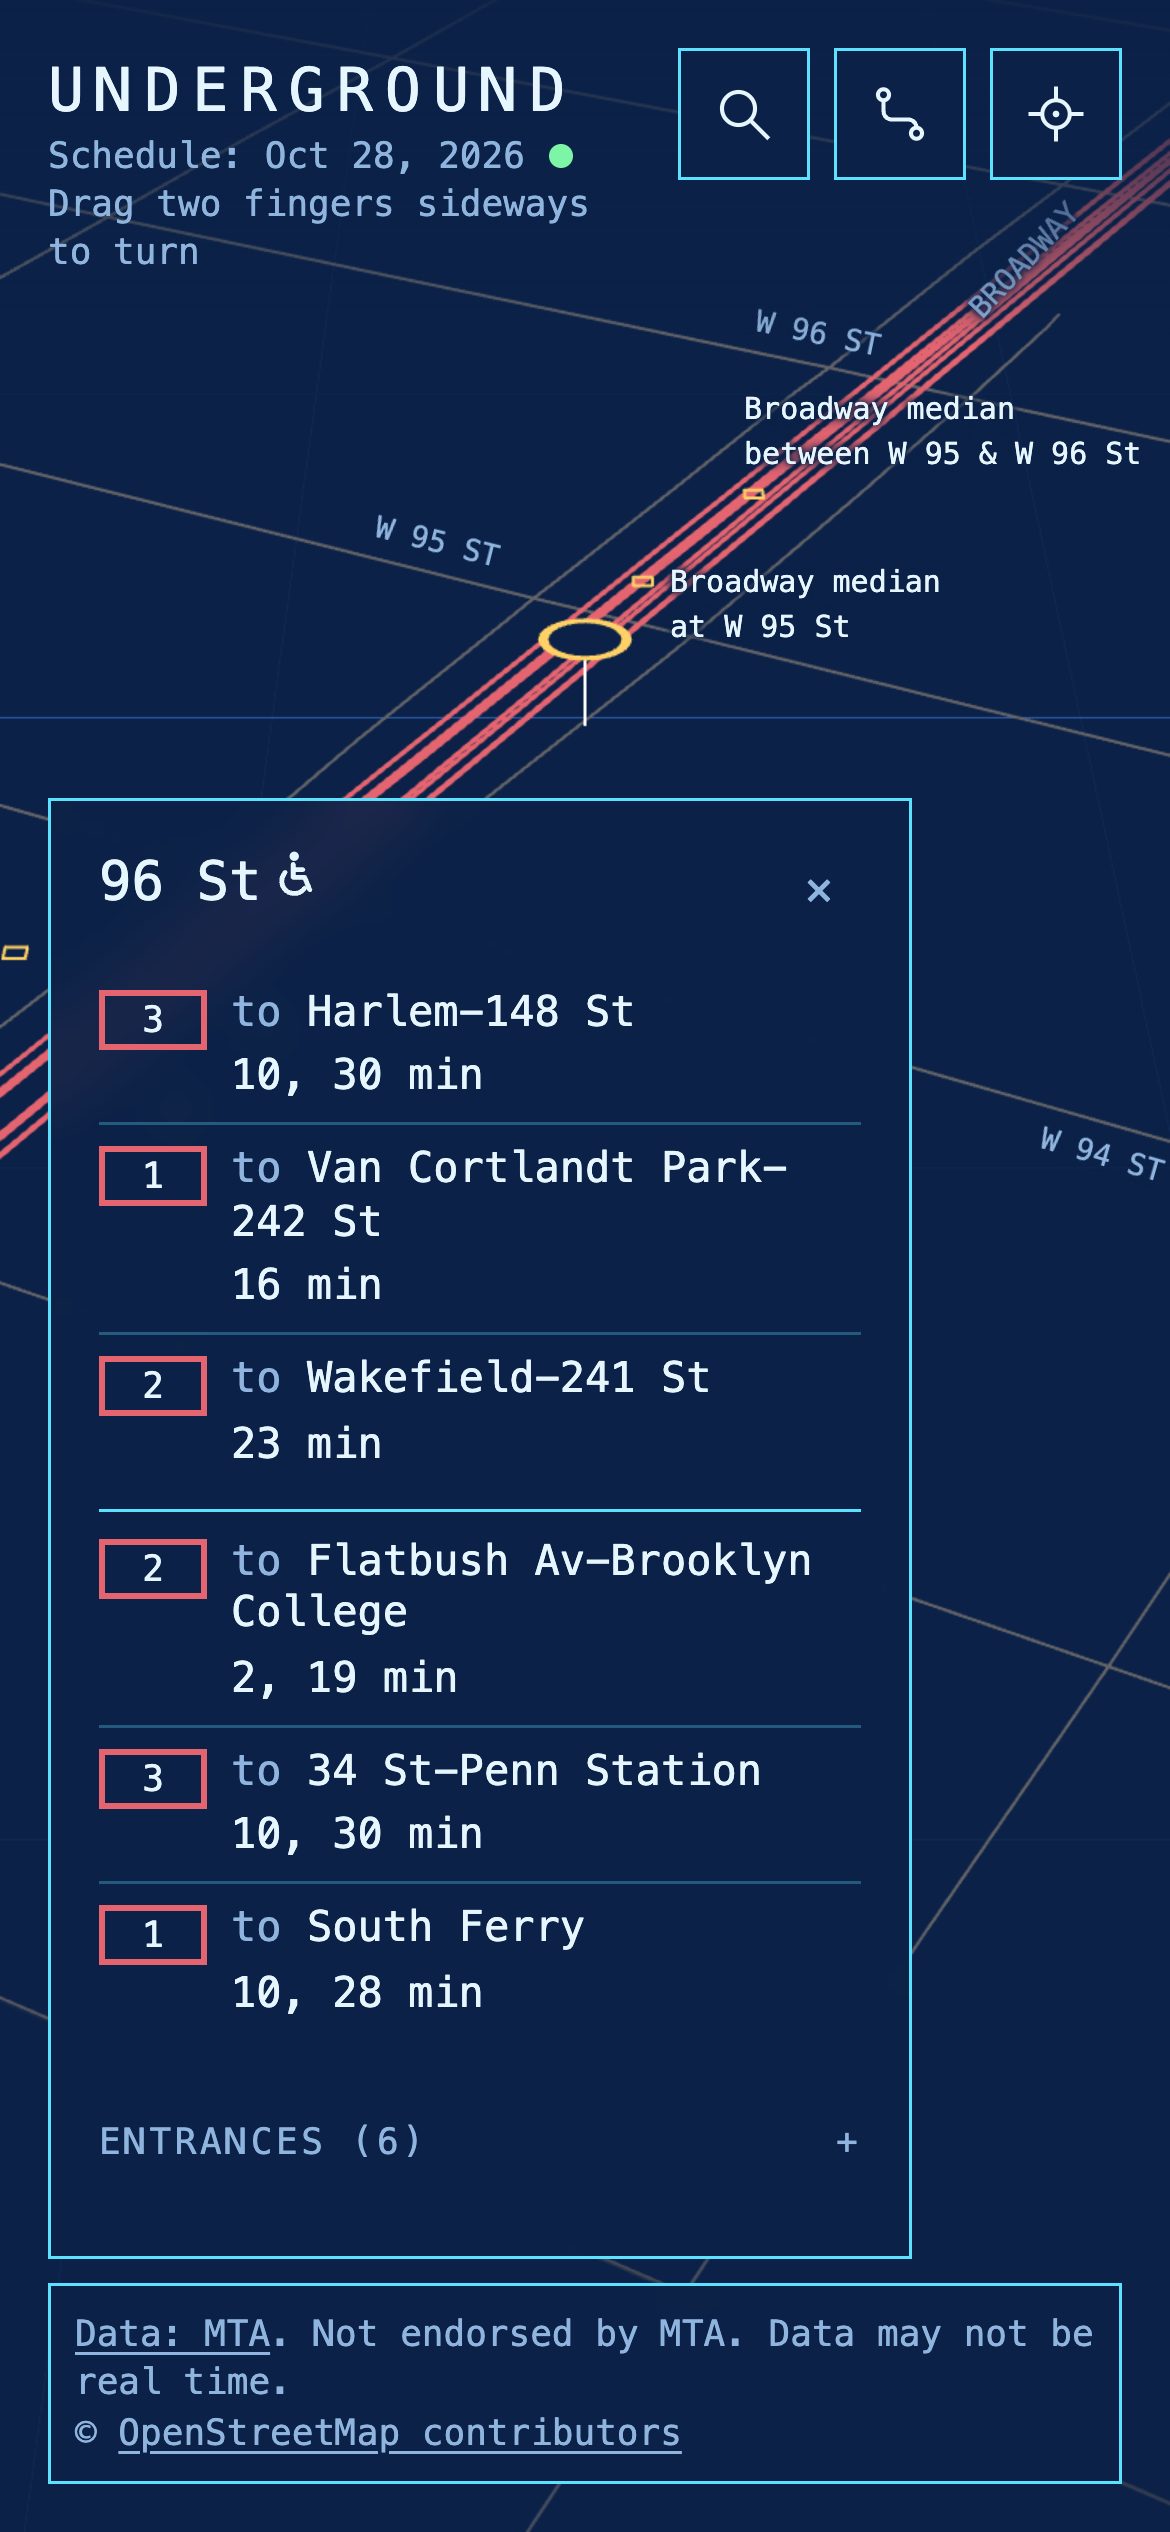 UNDERGROUND
Schedule: Oct 28, 2026
Drag two fingers sideways
to turn
BROADWAY
W 96 ST
Broadway median
between W 95 & W 96 St
W 95 ST
Broadway median
at W 95 St
96 St
×
3 to Harlem–148 St
10, 30 min
1 to Van Cortlandt Park–
242 St
16 min
W 94 ST
2 to Wakefield–241 St
23 min
2 to Flatbush Av–Brooklyn
College
2, 19 min
3 to 34 St–Penn Station
10, 30 min
1 to South Ferry
10, 28 min
ENTRANCES (6) +
Data: MTA. Not endorsed by MTA. Data may not be
real time.
© OpenStreetMap contributors